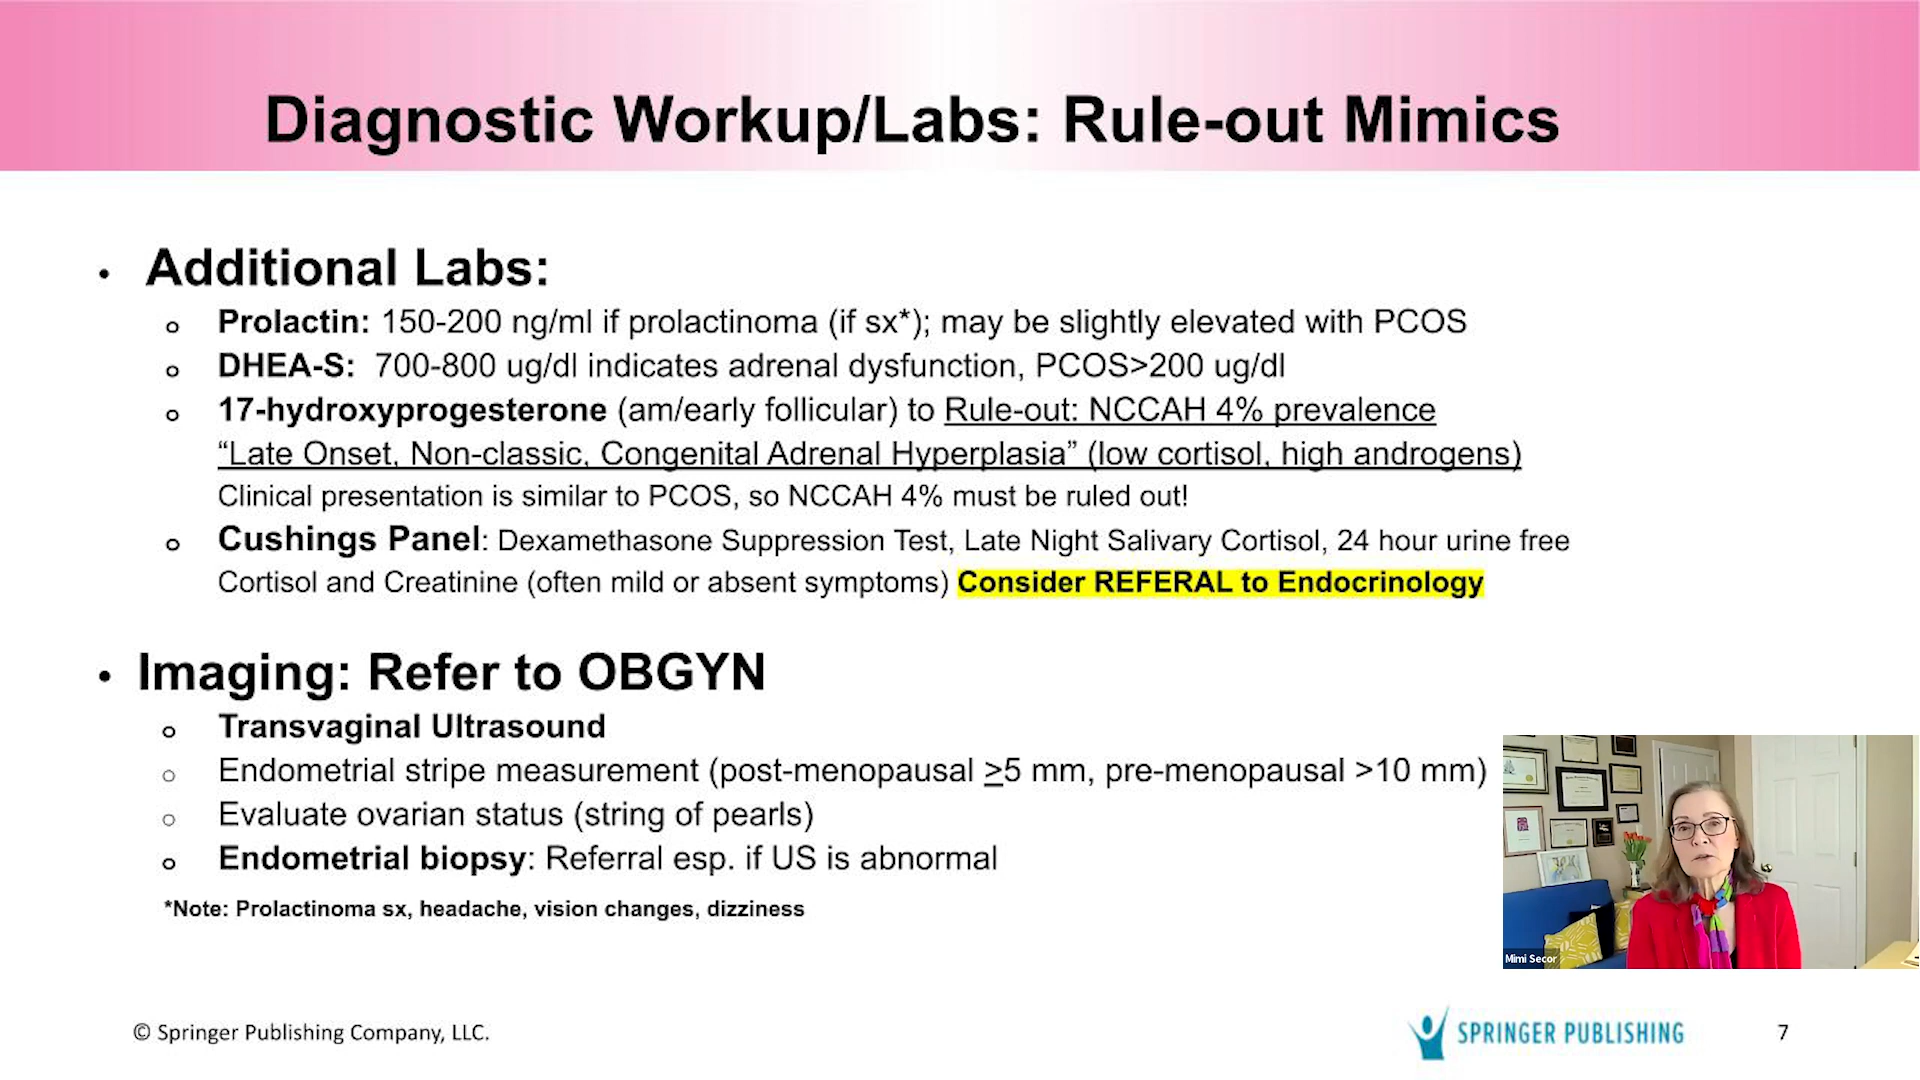 Diagnostic Workup/Labs: Rule-out Mimics
• Additional Labs:
o Prolactin: 150-200 ng/ml if prolactinoma (if sx*); may be slightly elevated with PCOS
o DHEA-S: 700-800 ug/dl indicates adrenal dysfunction, PCOS>200 ug/dl
o 17-hydroxyprogesterone (am/early follicular) to Rule-out: NCCAH 4% prevalence
“Late Onset, Non-classic, Congenital Adrenal Hyperplasia” (low cortisol, high androgens)
Clinical presentation is similar to PCOS, so NCCAH 4% must be ruled out!
o Cushings Panel: Dexamethasone Suppression Test, Late Night Salivary Cortisol, 24 hour urine free
Cortisol and Creatinine (often mild or absent symptoms) Consider REFERAL to Endocrinology
• Imaging: Refer to OBGYN
o Transvaginal Ultrasound
o Endometrial stripe measurement (post-menopausal ≥5 mm, pre-menopausal >10 mm)
o Evaluate ovarian status (string of pearls)
o Endometrial biopsy: Referral esp. if US is abnormal
*Note: Prolactinoma sx, headache, vision changes, dizziness
Mimi Secor
© Springer Publishing Company, LLC.
SPRINGER PUBLISHING
7